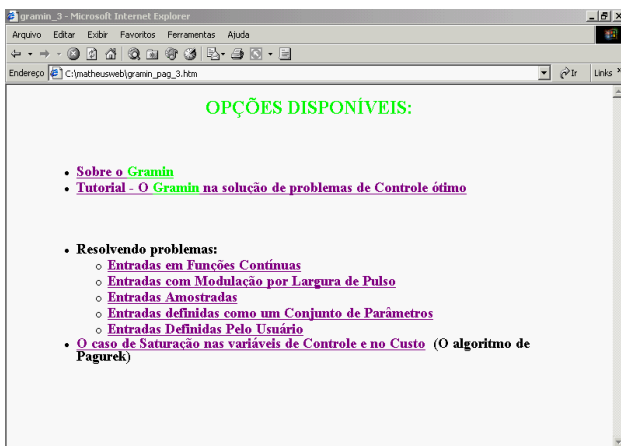 gramin_3 - Microsoft Internet Explorer
Arquivo Editar Exibir Favoritos Ferramentas Ajuda
Endereço C:\matheusweb\gramin_pag_3.htm Ir Links »
OPÇÕES DISPONÍVEIS:
Sobre o Gramin
Tutorial - O Gramin na solução de problemas de Controle ótimo
Resolvendo problemas:
Entradas em Funções Contínuas
Entradas com Modulação por Largura de Pulso
Entradas Amostradas
Entradas definidas como um Conjunto de Parâmetros
Entradas Definidas Pelo Usuário
O caso de Saturação nas variáveis de Controle e no Custo (O algoritmo de
Pagurek)